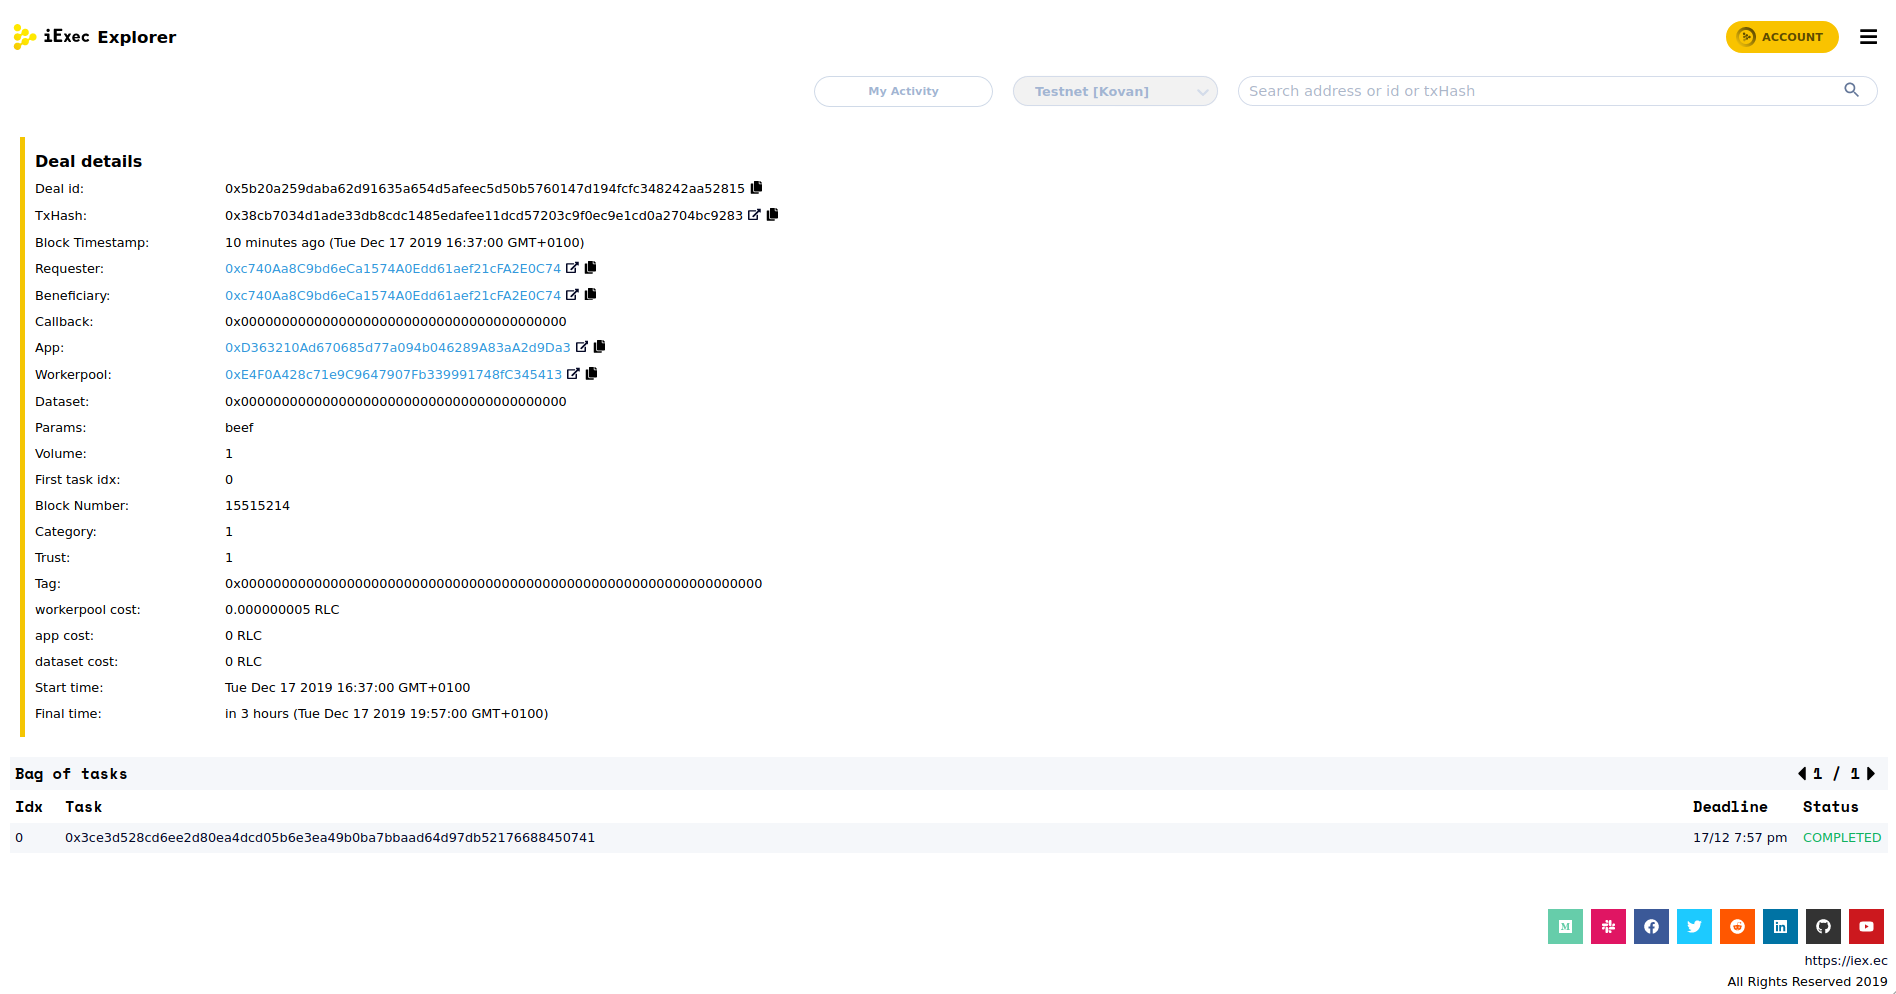 iExec Explorer
ACCOUNT
My Activity
Testnet [Kovan]
Search address or id or txHash
Deal details
Deal id: 0x5b20a259daba62d91635a654d5afeec5d50b5760147d194fcfc348242aa52815
TxHash: 0x38cb7034d1ade33db8cdc1485edafee11dcd57203c9f0ec9e1cd0a2704bc9283
Block Timestamp: 10 minutes ago (Tue Dec 17 2019 16:37:00 GMT+0100)
Requester: 0xc740Aa8C9bd6eCa1574A0Edd61aef21cFA2E0C74
Beneficiary: 0xc740Aa8C9bd6eCa1574A0Edd61aef21cFA2E0C74
Callback: 0x0000000000000000000000000000000000000000
App: 0xD363210Ad670685d77a094b046289A83aA2d9Da3
Workerpool: 0xE4F0A428c71e9C9647907Fb339991748fC345413
Dataset: 0x0000000000000000000000000000000000000000
Params: beef
Volume: 1
First task idx: 0
Block Number: 15515214
Category: 1
Trust: 1
Tag: 0x0000000000000000000000000000000000000000000000000000000000000000
workerpool cost: 0.000000005 RLC
app cost: 0 RLC
dataset cost: 0 RLC
Start time: Tue Dec 17 2019 16:37:00 GMT+0100
Final time: in 3 hours (Tue Dec 17 2019 19:57:00 GMT+0100)
Bag of tasks 1 / 1
Idx Task Deadline Status
0 0x3ce3d528cd6ee2d80ea4dcd05b6e3ea49b0ba7bbaad64d97db52176688450741 17/12 7:57 pm COMPLETED
https://iex.ec
All Rights Reserved 2019